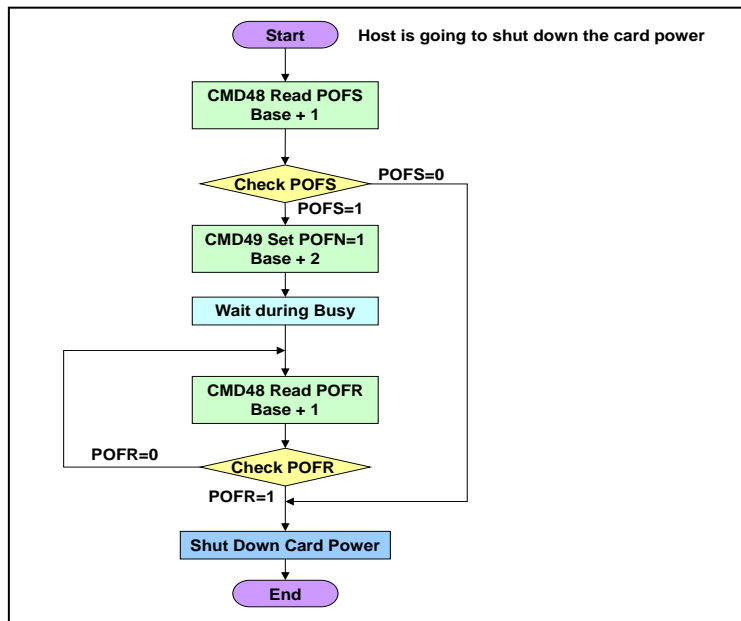 Start
Host is going to shut down the card power
CMD48 Read POFS
Base + 1
Check POFS
POFS=0
POFS=1
CMD49 Set POFN=1
Base + 2
Wait during Busy
CMD48 Read POFR
Base + 1
POFR=0
Check POFR
POFR=1
Shut Down Card Power
End